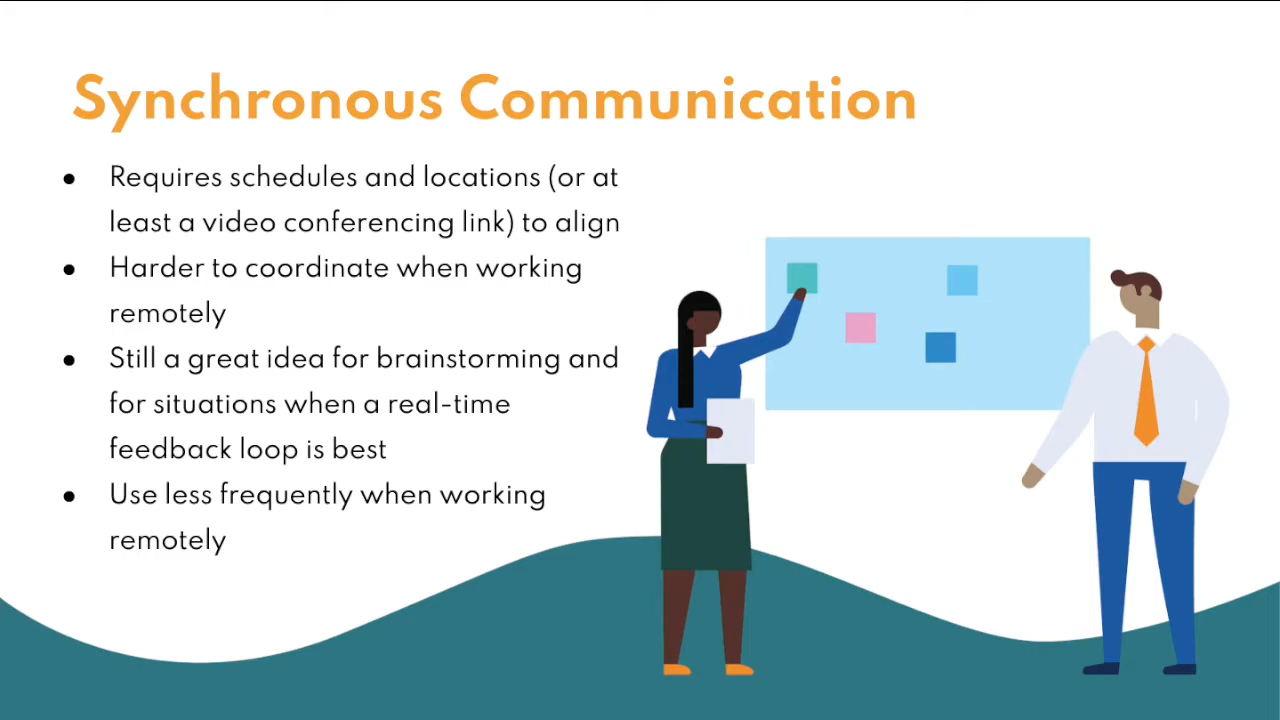 Synchronous Communication
● Requires schedules and locations (or at
least a video conferencing link) to align
● Harder to coordinate when working
remotely
● Still a great idea for brainstorming and
for situations when a real-time
feedback loop is best
● Use less frequently when working
remotely